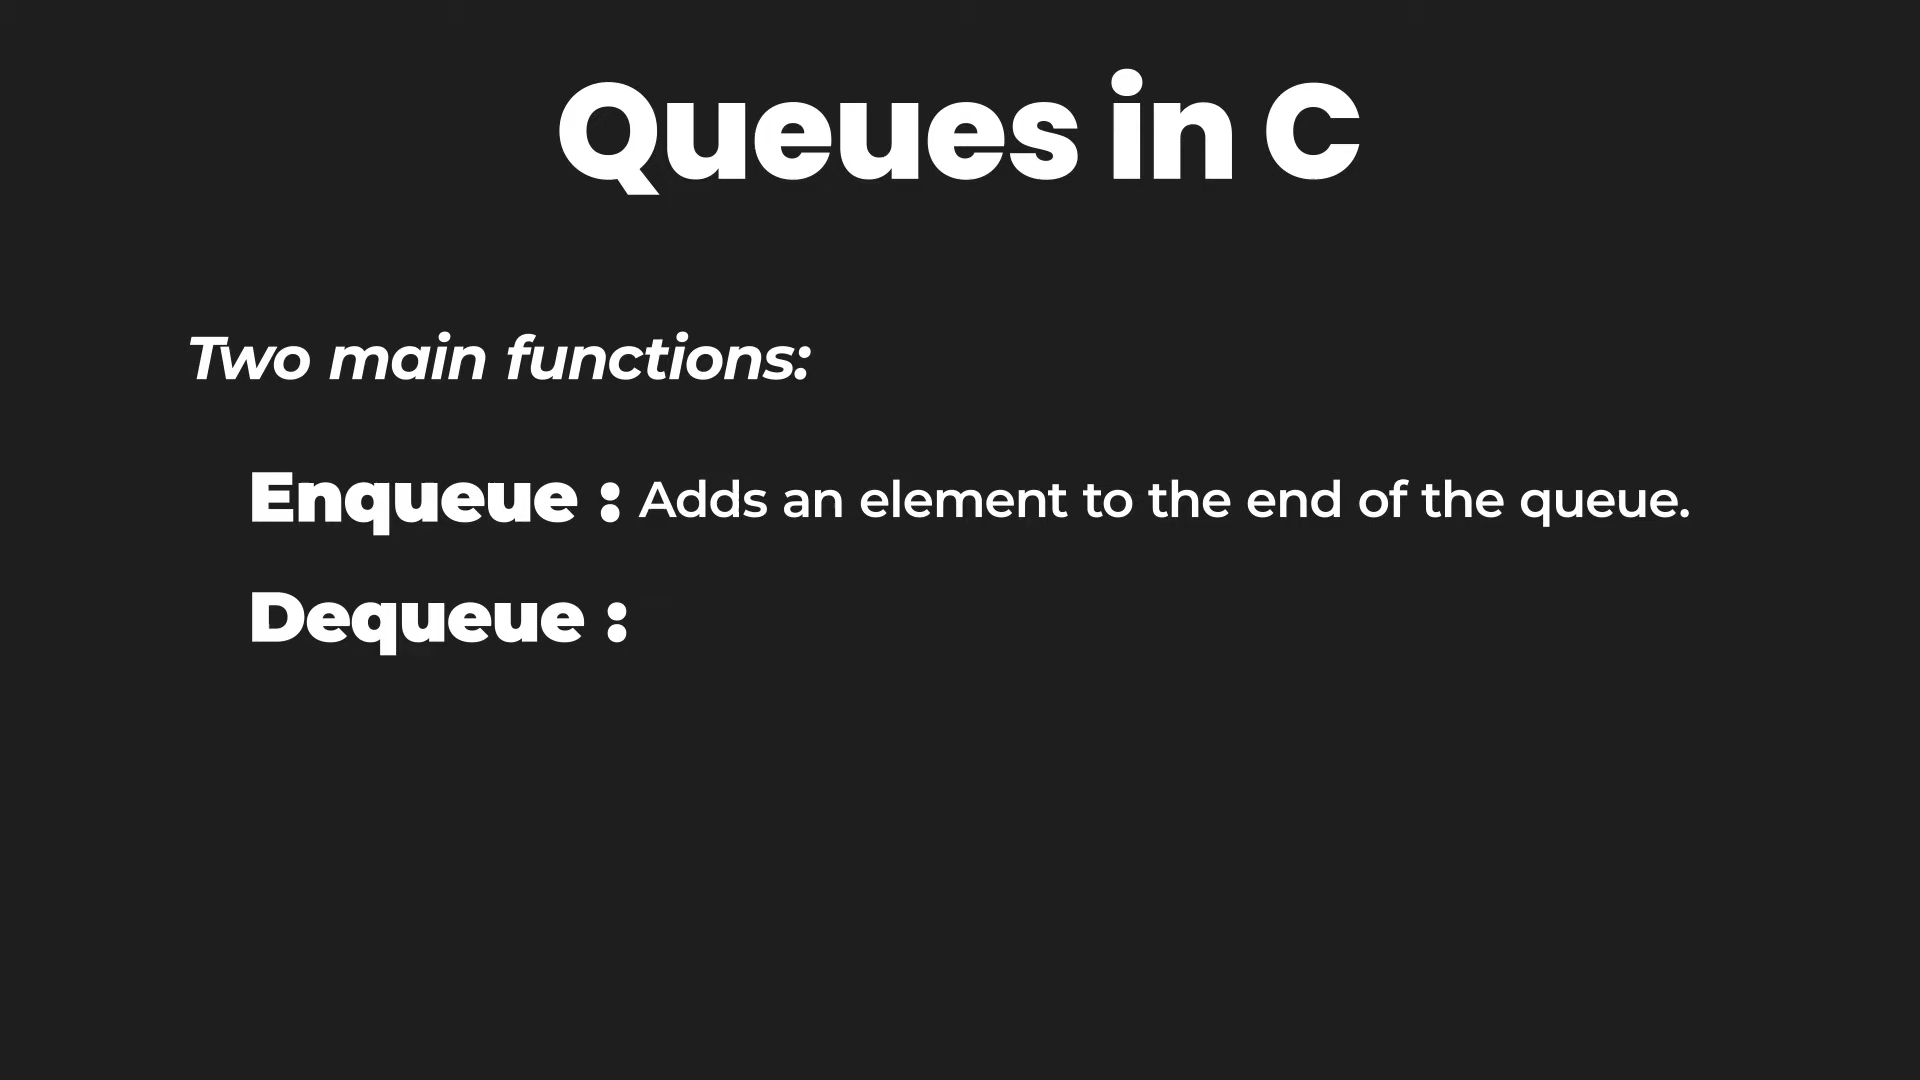 Queues in C
Two main functions:
Enqueue : Adds an element to the end of the queue.
Dequeue :